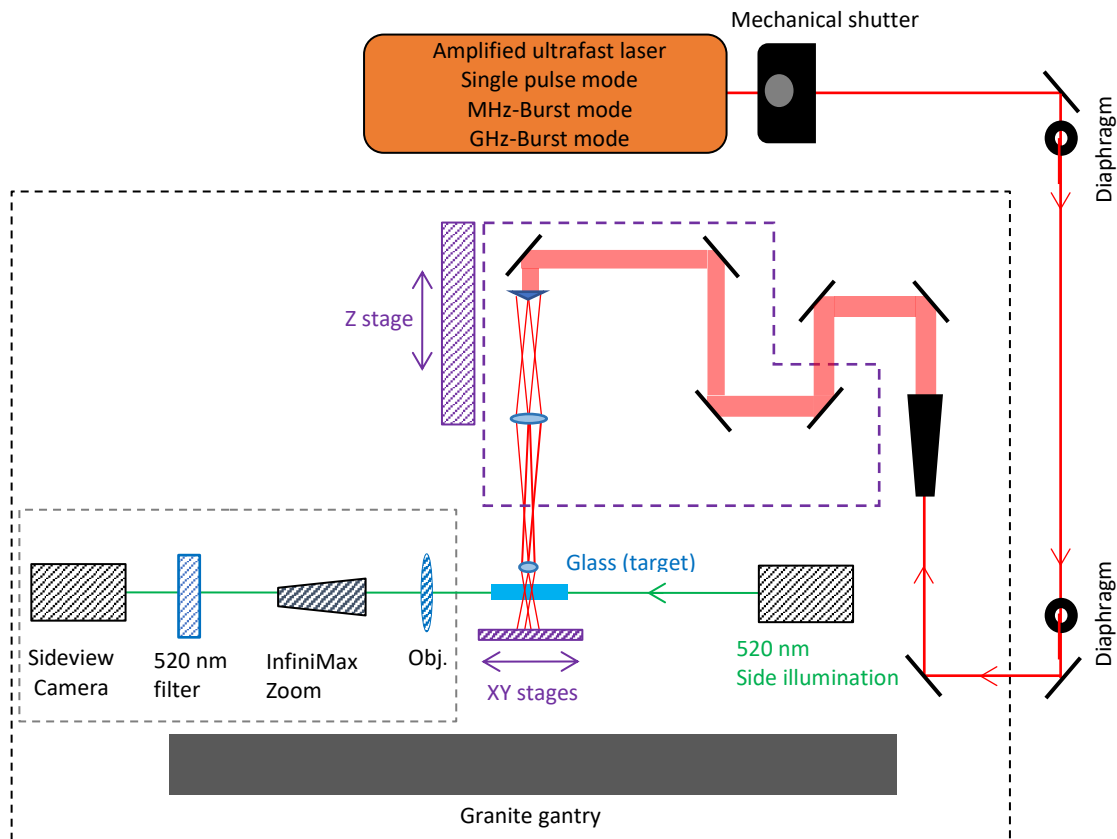 Mechanical shutter
Amplified ultrafast laser
Single pulse mode
MHz-Burst mode
GHz-Burst mode
Diaphragm
Z stage
Glass (target)
Sideview
Camera
520 nm
filter
InfiniMax
Zoom
Obj.
XY stages
520 nm
Side illumination
Diaphragm
Granite gantry